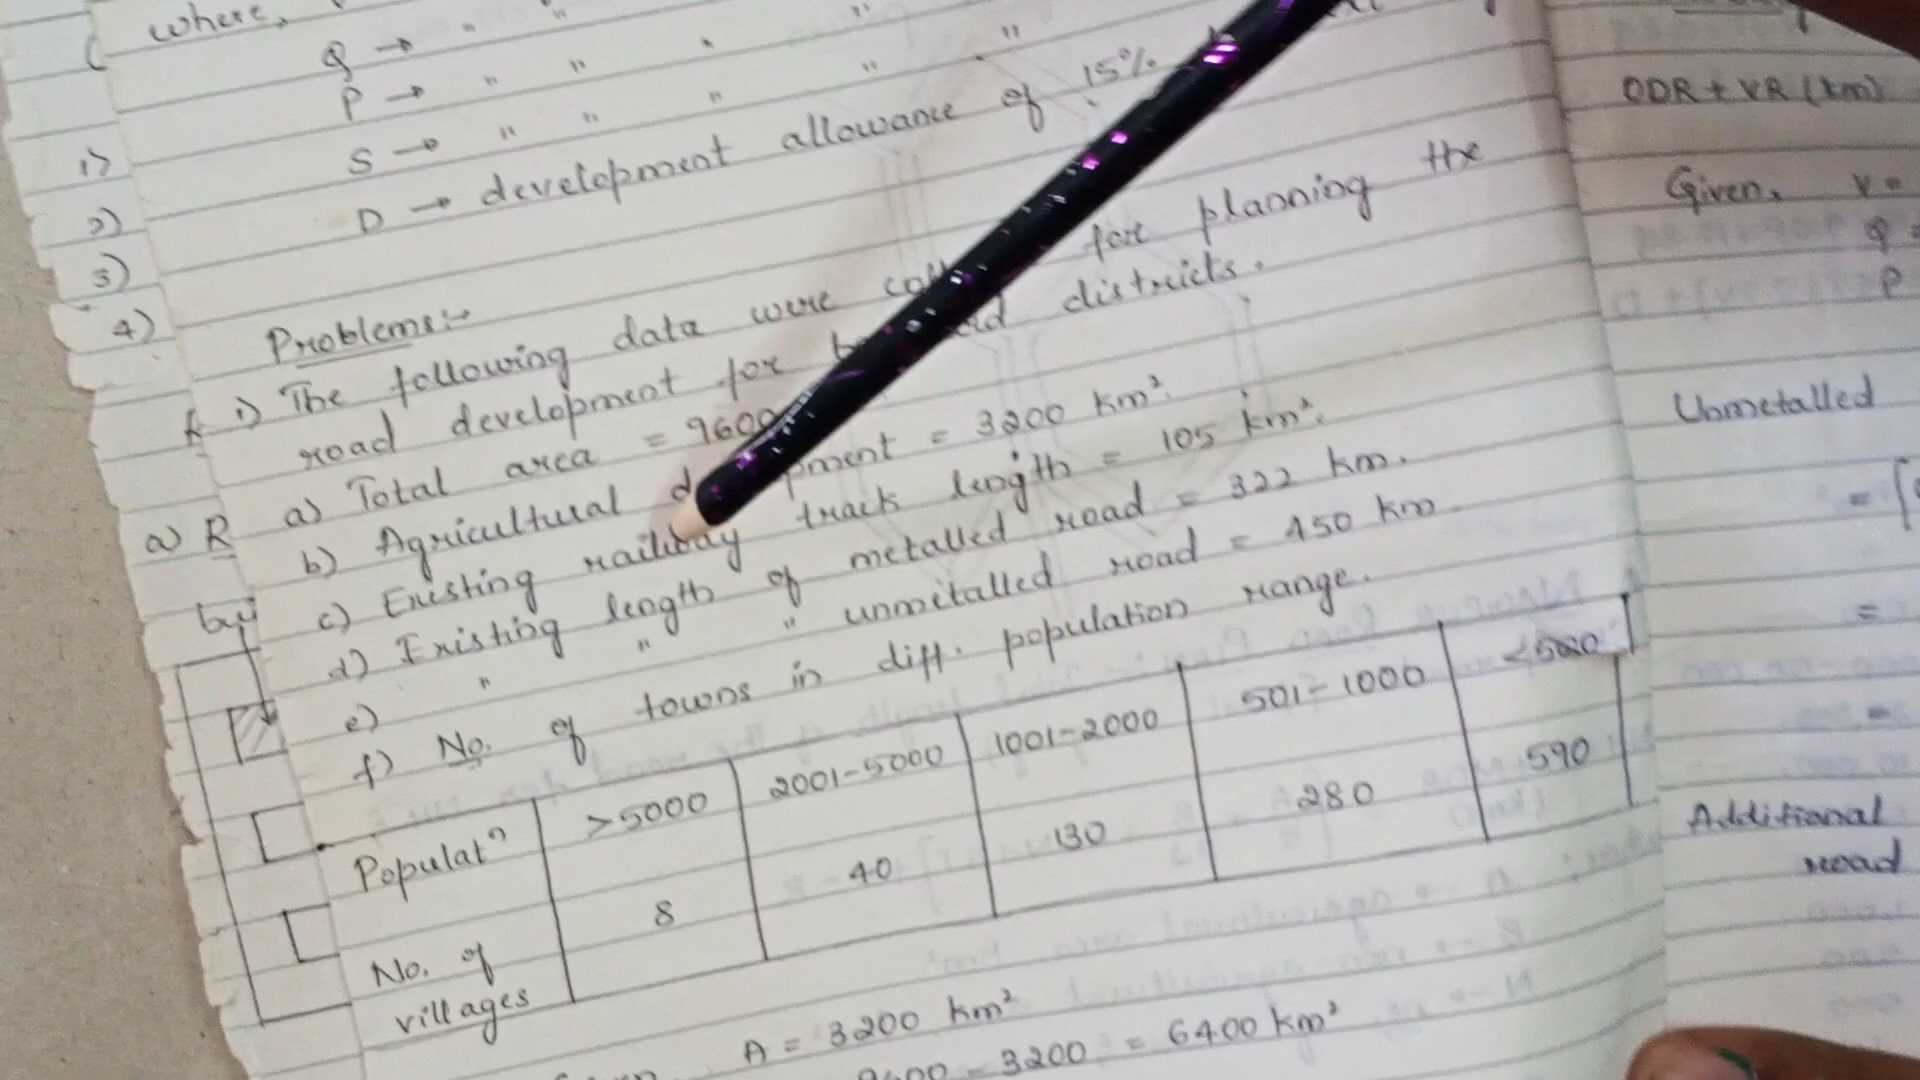 where,
Q → " "
P → " " . "
S → " " " "
D → development allowance of 15%
Problems:-
i) The following data were for planning the
road development for districts.
a) Total area = 9600
b) Agricultural = 3200 km².
c) Existing railway track length = 105 km².
d) Existing length of metalled road = 322 km.
e) " " " unmitalled road = 450 km
f) No. of towns in diff. population range.
Populatⁿ >5000 2001-5000 1001-2000 501-1000 <500
No. of villages 8 40 130 280 590
A = 3200 km²
9600 - 3200 = 6400 km²
1)
2)
3)
4)
a) R
ODR + VR (km)
Given, V =
Q =
P
Unmetalled
= [
=
=
Additional
road